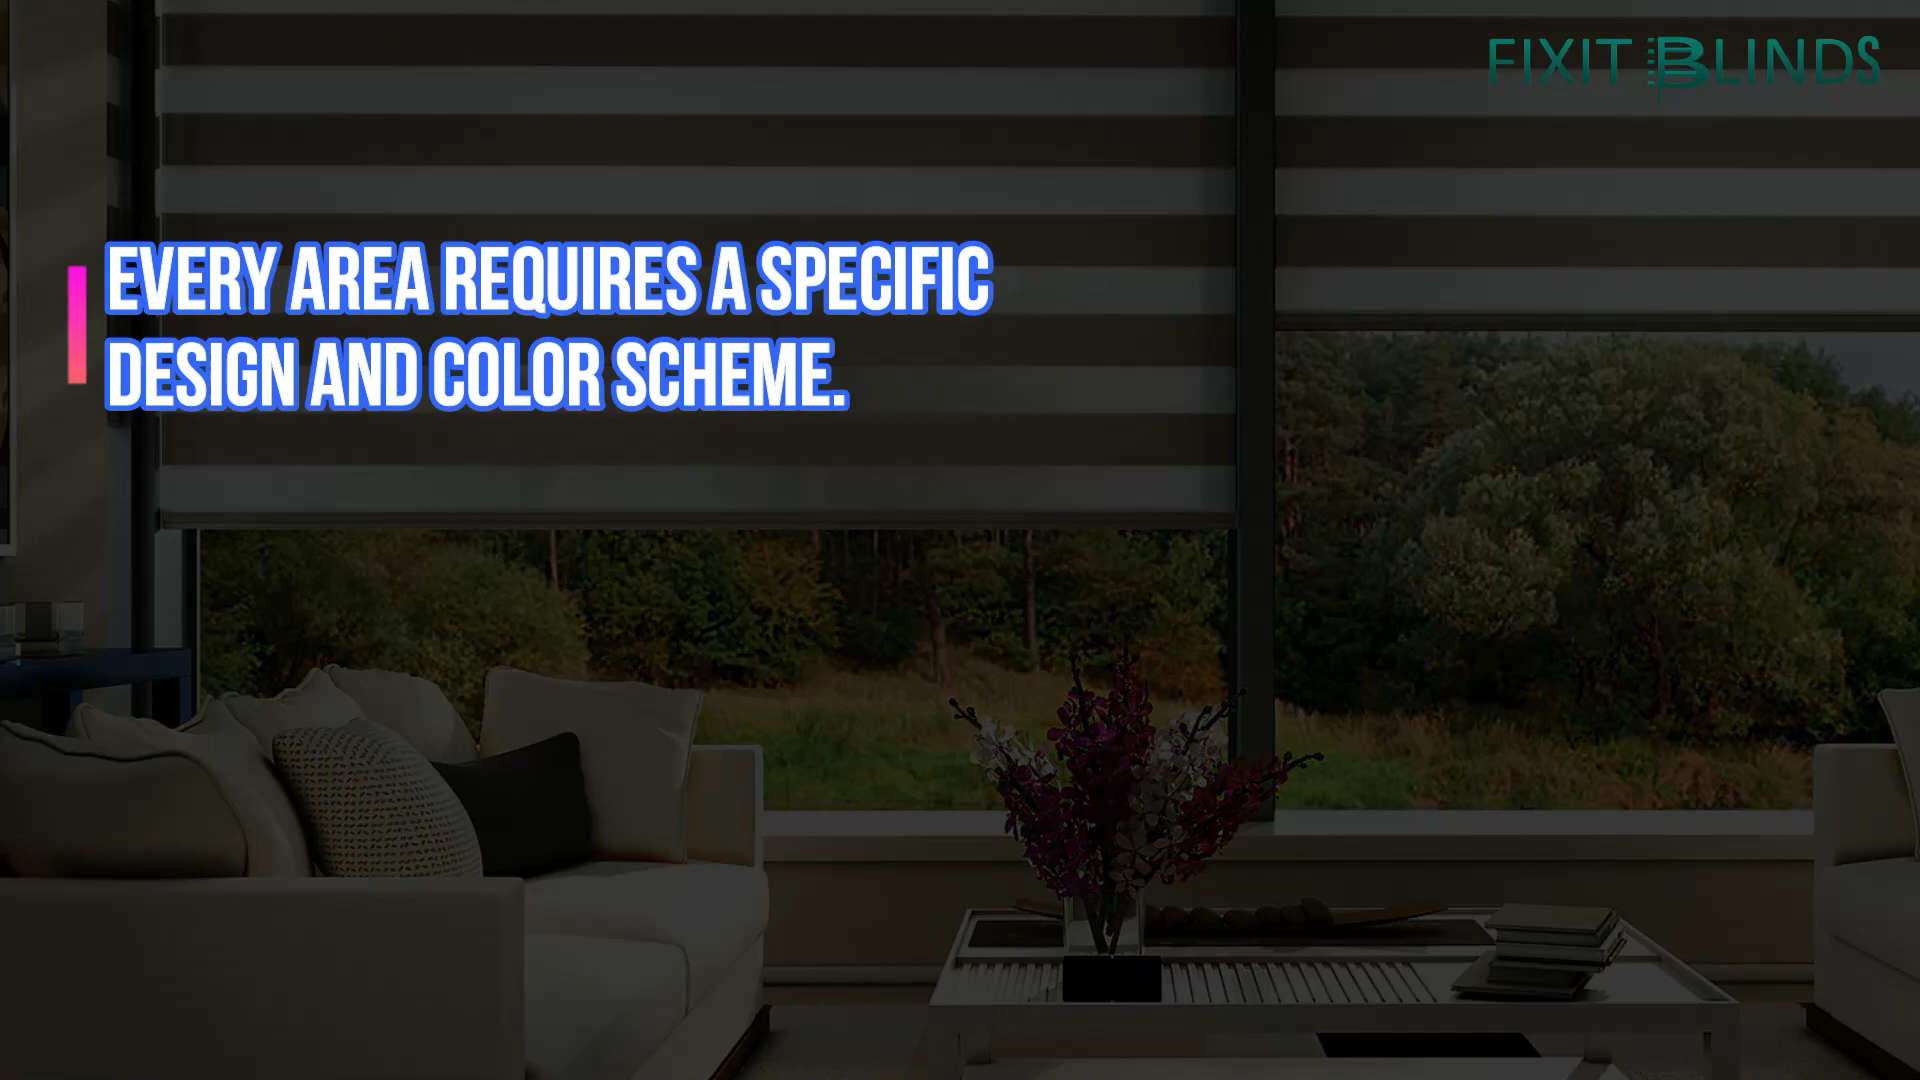 FIXIT BLINDS
EVERY AREA REQUIRES A SPECIFIC
DESIGN AND COLOR SCHEME.